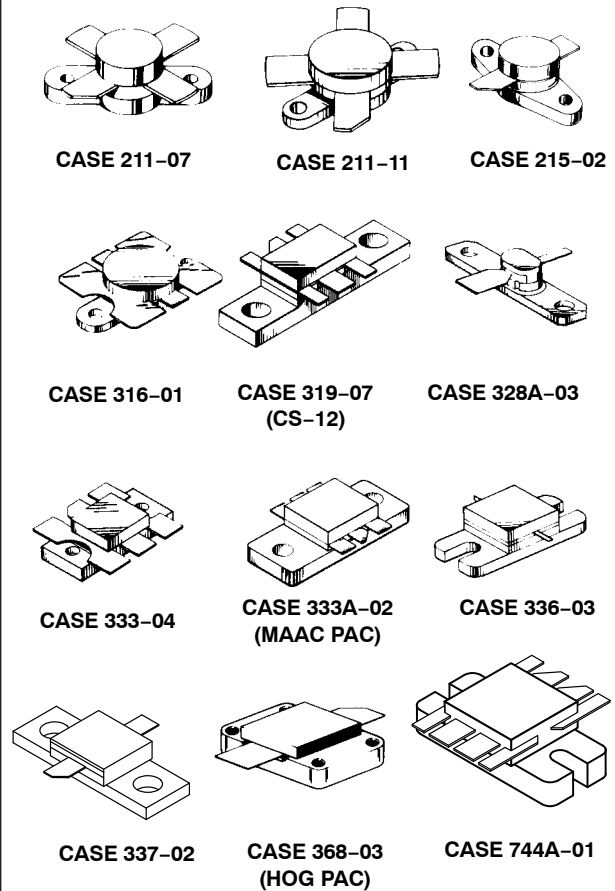 CASE 211–07
CASE 211–11
CASE 215–02
CASE 316–01
CASE 319–07
(CS–12)
CASE 328A–03
CASE 333–04
CASE 333A–02
(MAAC PAC)
CASE 336–03
CASE 337–02
CASE 368–03
(HOG PAC)
CASE 744A–01